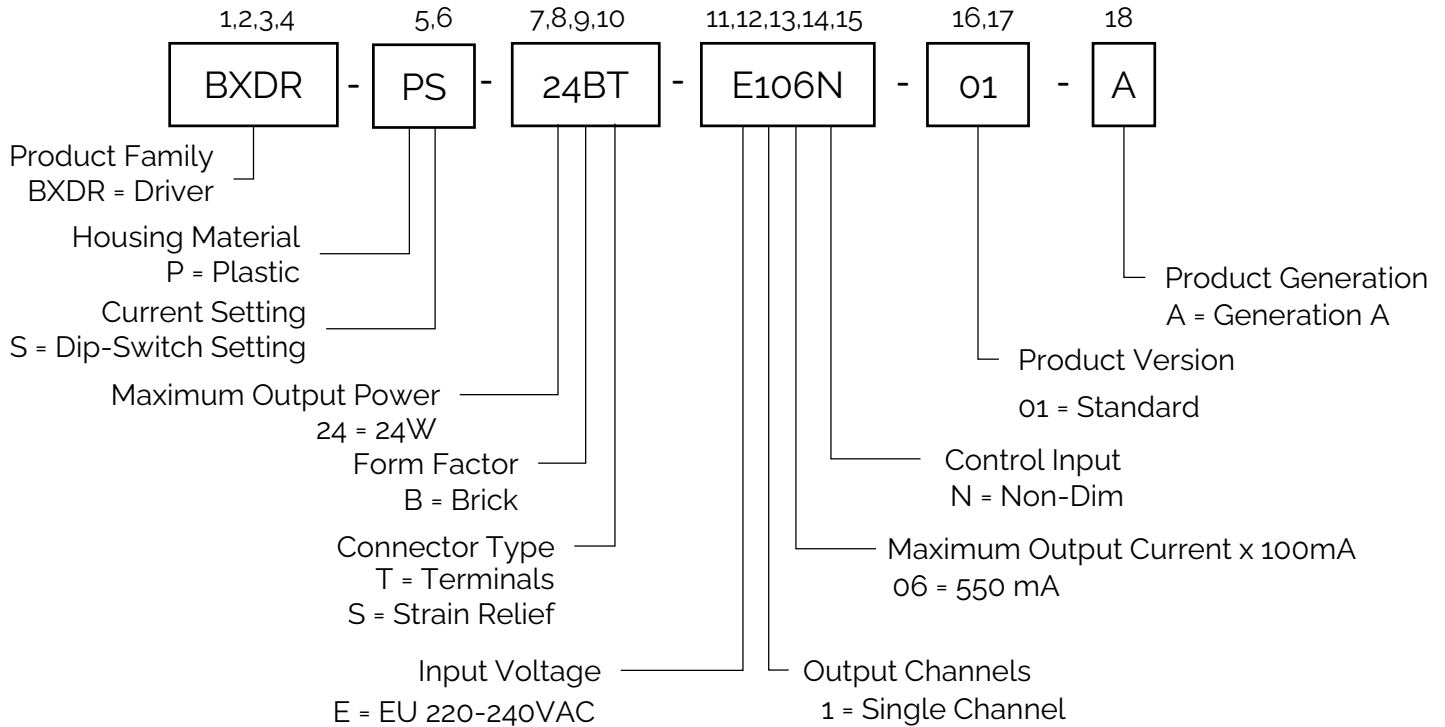 1,2,3,4 5,6 7,8,9,10 11,12,13,14,15 16,17 18
BXDR - PS - 24BT - E106N - 01 - A
Product Family
BXDR = Driver
Housing Material
P = Plastic
Current Setting
S = Dip-Switch Setting
Maximum Output Power
24 = 24W
Form Factor
B = Brick
Connector Type
T = Terminals
S = Strain Relief
Input Voltage
E = EU 220-240VAC
Output Channels
1 = Single Channel
Maximum Output Current x 100mA
06 = 550 mA
Control Input
N = Non-Dim
Product Version
01 = Standard
Product Generation
A = Generation A